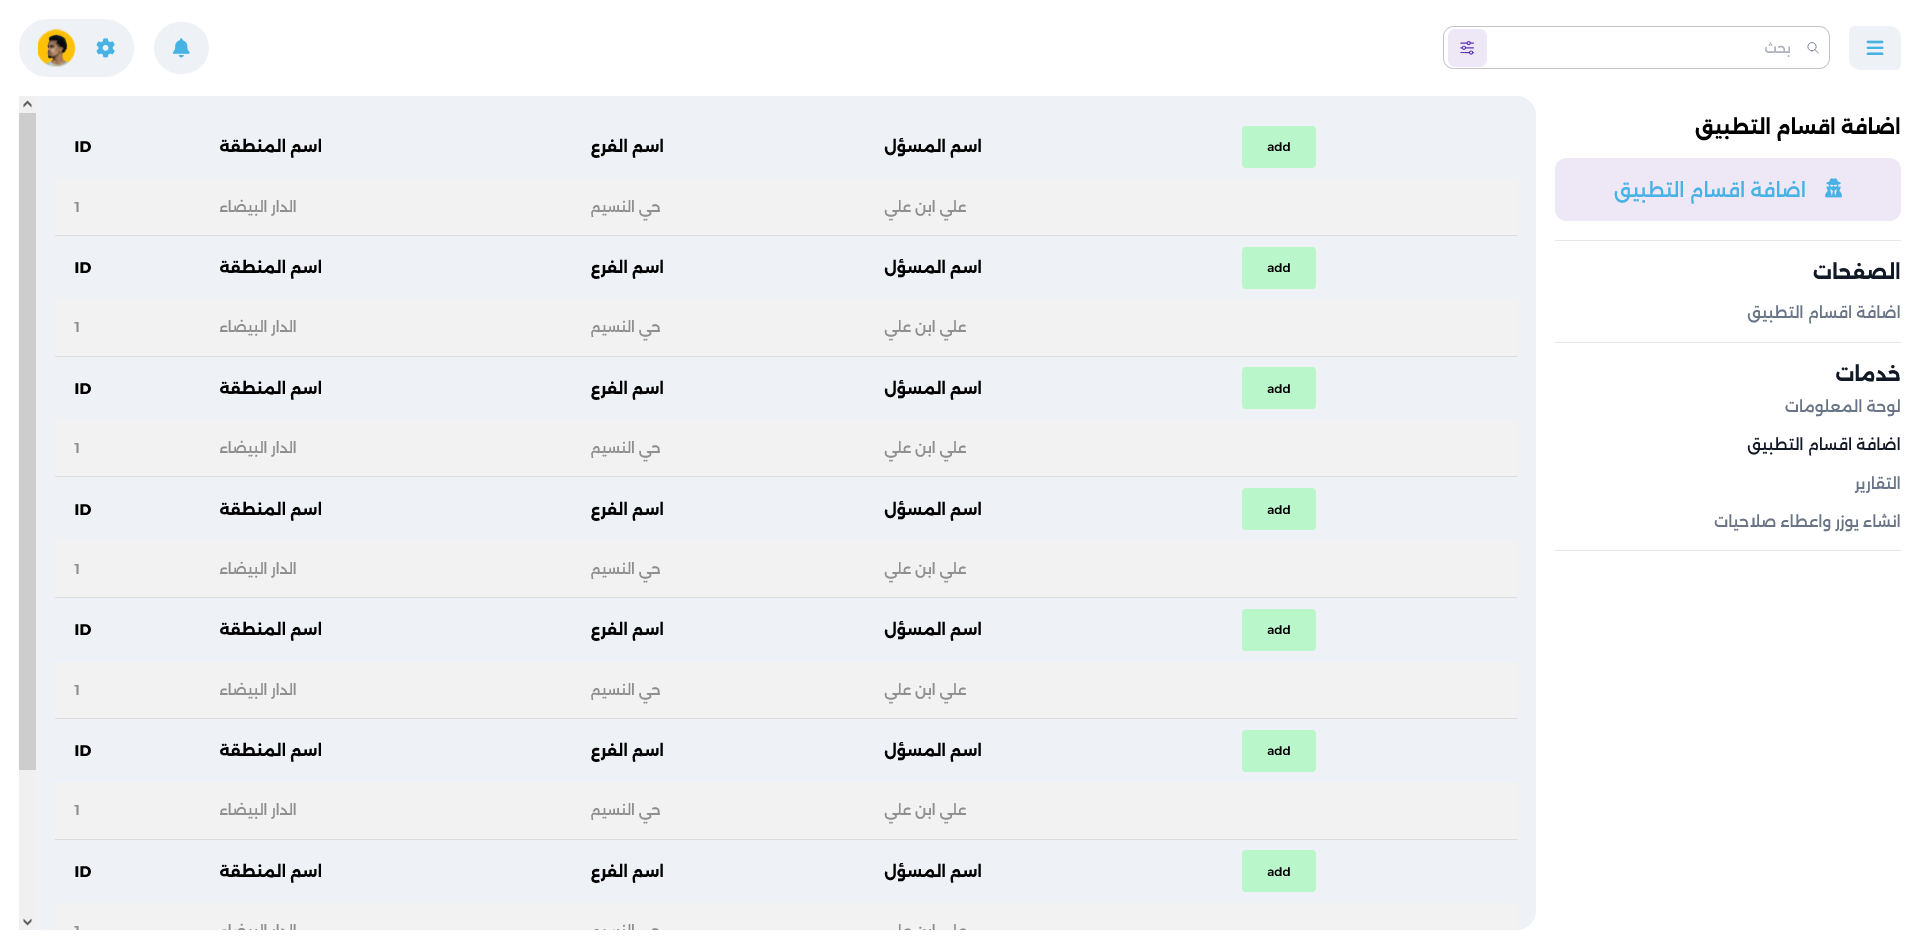 بحث
اضافة اقسام التطبيق
اضافة اقسام التطبيق
الصفحات
اضافة اقسام التطبيق
خدمات
لوحة المعلومات
اضافة اقسام التطبيق
التقارير
انشاء يوزر واعطاء صلاحيات
ID اسم المنطقة اسم الفرع اسم المسؤل add
1 الدار البيضاء حي النسيم علي ابن علي
ID اسم المنطقة اسم الفرع اسم المسؤل add
1 الدار البيضاء حي النسيم علي ابن علي
ID اسم المنطقة اسم الفرع اسم المسؤل add
1 الدار البيضاء حي النسيم علي ابن علي
ID اسم المنطقة اسم الفرع اسم المسؤل add
1 الدار البيضاء حي النسيم علي ابن علي
ID اسم المنطقة اسم الفرع اسم المسؤل add
1 الدار البيضاء حي النسيم علي ابن علي
ID اسم المنطقة اسم الفرع اسم المسؤل add
1 الدار البيضاء حي النسيم علي ابن علي
ID اسم المنطقة اسم الفرع اسم المسؤل add